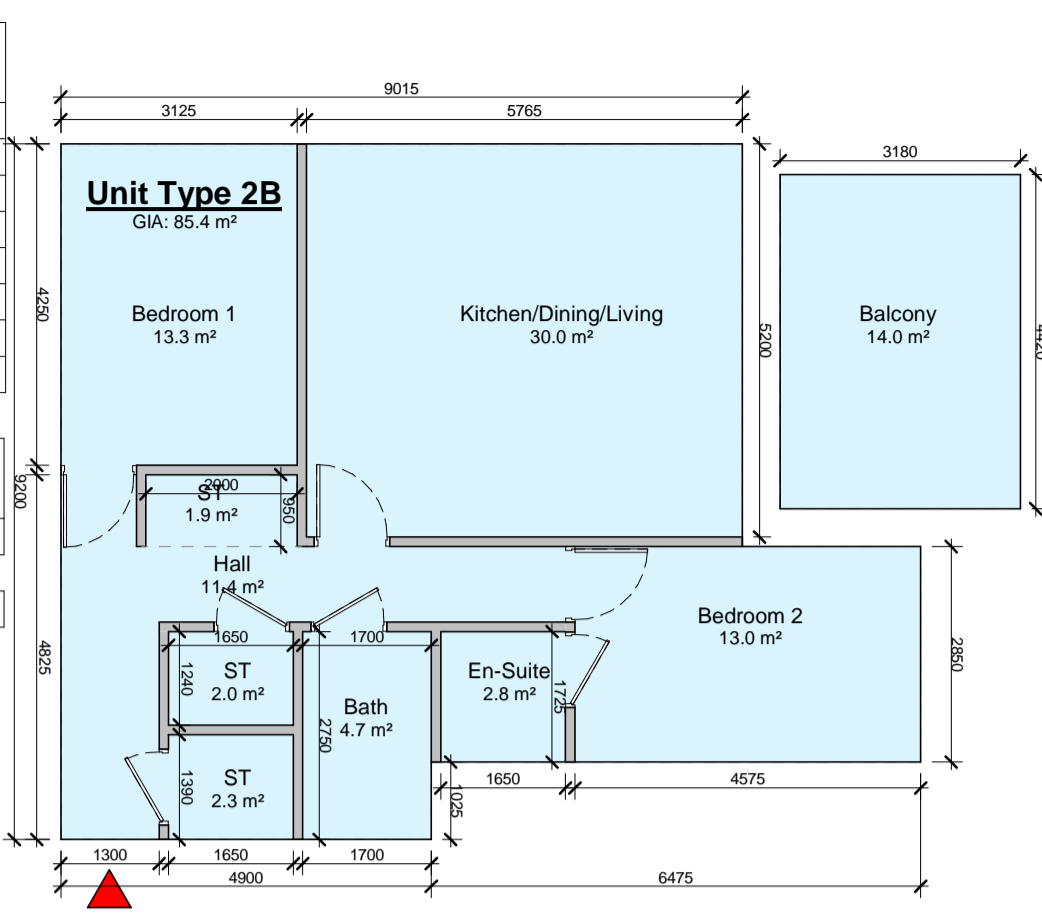 9015
3125
5765
3180
Unit Type 2B
GIA: 85.4 m²
4250
Bedroom 1
13.3 m²
Kitchen/Dining/Living
30.0 m²
5200
Balcony
14.0 m²
4420
9200
ST
2000
1.9 m²
950
Hall
11.4 m²
Bedroom 2
13.0 m²
2850
4825
1650
1700
1240
ST
2.0 m²
En-Suite
2.8 m²
1725
Bath
4.7 m²
2750
1390
ST
2.3 m²
1650
4575
1025
1300
1650
1700
4900
6475